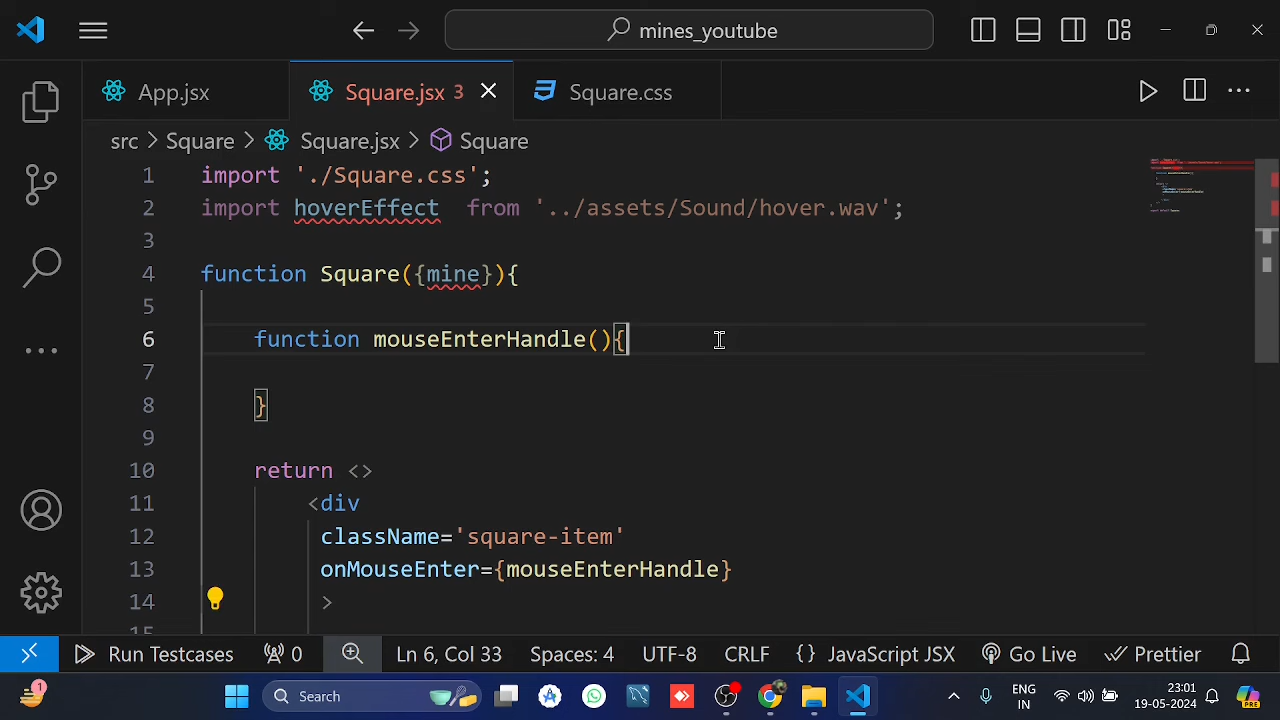 mines_youtube
App.jsx
Square.jsx 3
Square.css
src > Square > Square.jsx > Square
1 import './Square.css';
2 import hoverEffect from '../assets/Sound/hover.wav';
3
4 function Square({mine}){
5
6 function mouseEnterHandle(){
7
8 }
9
10 return <>
11 <div
12 className='square-item'
13 onMouseEnter={mouseEnterHandle}
14 >
Run Testcases 0 Ln 6, Col 33 Spaces: 4 UTF-8 CRLF {} JavaScript JSX Go Live Prettier
1 Search ENG IN 23:01 19-05-2024 PRE